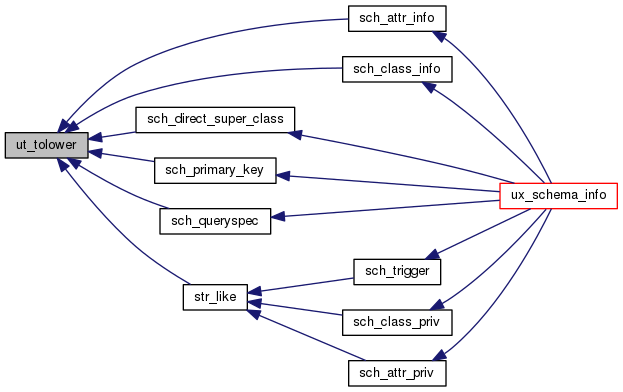 sch_attr_info
sch_class_info
sch_direct_super_class
ut_tolower
sch_primary_key
ux_schema_info
sch_queryspec
sch_trigger
str_like
sch_class_priv
sch_attr_priv